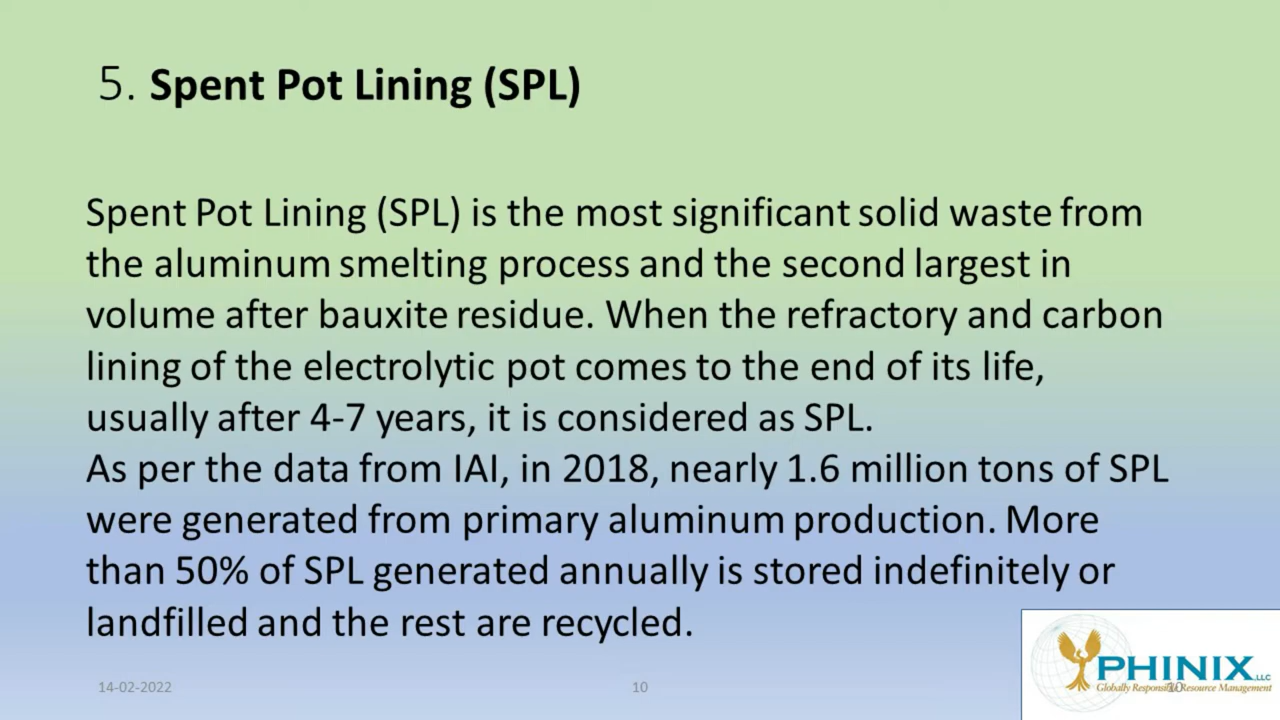 5. Spent Pot Lining (SPL)
Spent Pot Lining (SPL) is the most significant solid waste from
the aluminum smelting process and the second largest in
volume after bauxite residue. When the refractory and carbon
lining of the electrolytic pot comes to the end of its life,
usually after 4-7 years, it is considered as SPL.
As per the data from IAI, in 2018, nearly 1.6 million tons of SPL
were generated from primary aluminum production. More
than 50% of SPL generated annually is stored indefinitely or
landfilled and the rest are recycled.
PHINIX, LLC
Globally Responsible Resource Management
14-02-2022
10
10